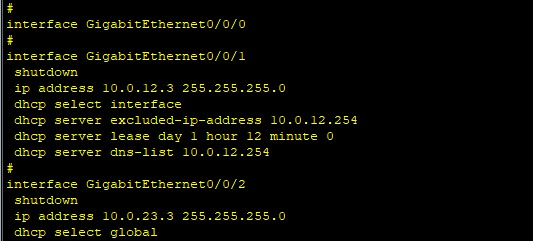 #
interface GigabitEthernet0/0/0
#
interface GigabitEthernet0/0/1
 shutdown
 ip address 10.0.12.3 255.255.255.0
 dhcp select interface
 dhcp server excluded-ip-address 10.0.12.254
 dhcp server lease day 1 hour 12 minute 0
 dhcp server dns-list 10.0.12.254
#
interface GigabitEthernet0/0/2
 shutdown
 ip address 10.0.23.3 255.255.255.0
 dhcp select global